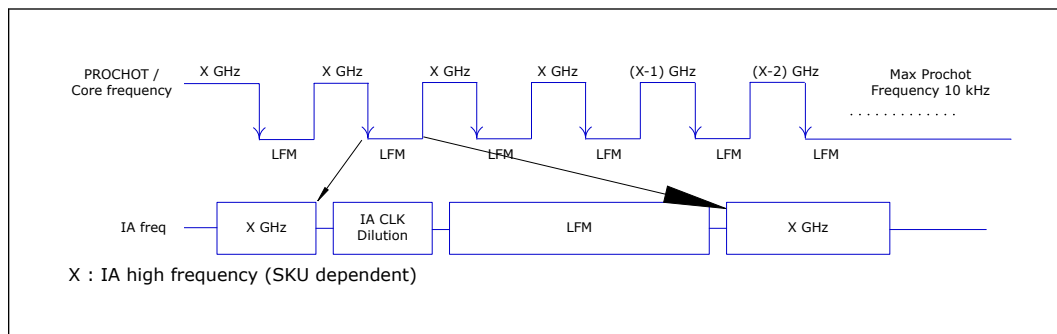 PROCHOT /
Core frequency
X GHz
X GHz
X GHz
X GHz
(X-1) GHz
(X-2) GHz
Max Prochot
Frequency 10 kHz
. . . . . . . . . . . . .
LFM
LFM
LFM
LFM
LFM
LFM
IA freq
X GHz
IA CLK
Dilution
LFM
X GHz
X : IA high frequency (SKU dependent)